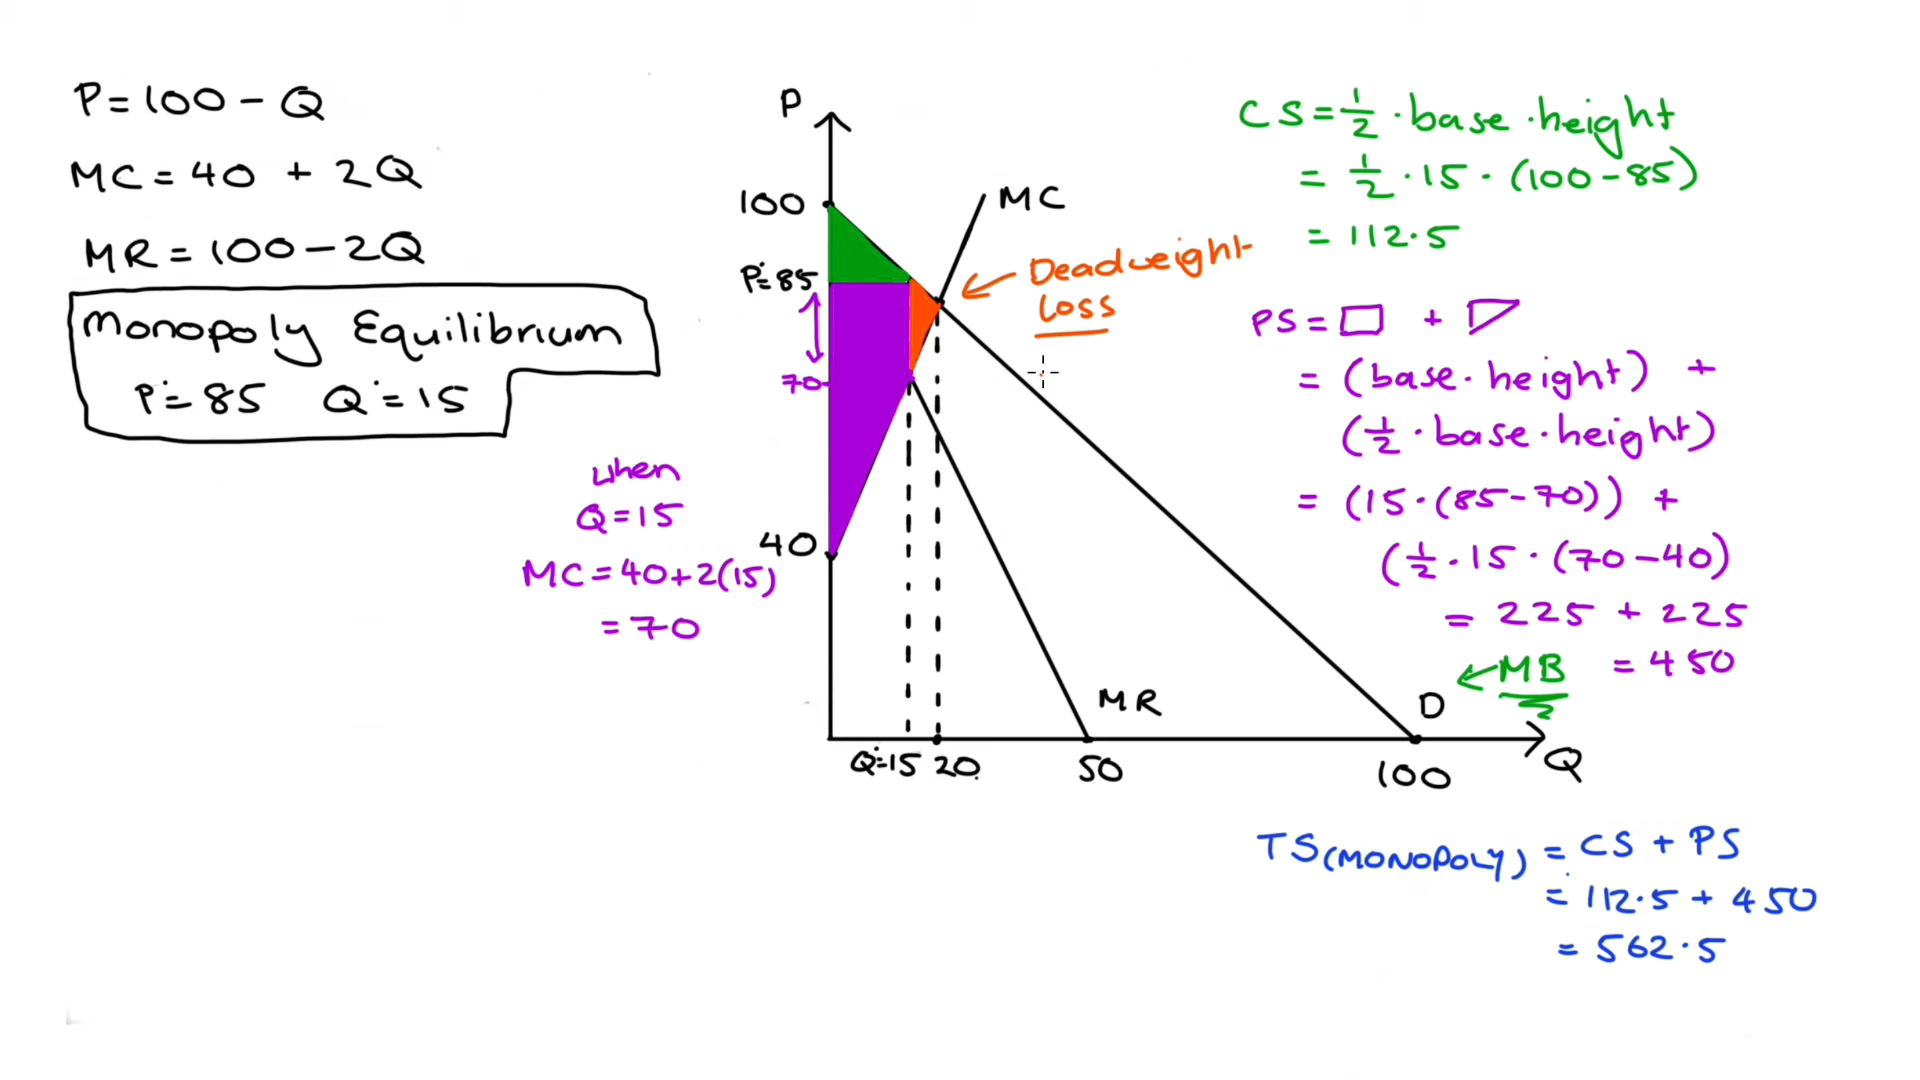 P = 100 - Q
MC = 40 + 2Q
MR = 100 - 2Q
Monopoly Equilibrium
P* = 85 Q* = 15
when
Q = 15
MC = 40 + 2(15)
= 70
P
100
P* = 85
70
40
MC
Deadweight
Loss
MR
D
MB
Q* = 15
20
50
100
Q
CS = 1/2 · base · height
= 1/2 · 15 · (100 - 85)
= 112.5
PS = □ + ▽
= (base · height) +
(1/2 · base · height)
= (15 · (85 - 70)) +
(1/2 · 15 · (70 - 40)
= 225 + 225
= 450
TS(MONOPOLY) = CS + PS
= 112.5 + 450
= 562.5